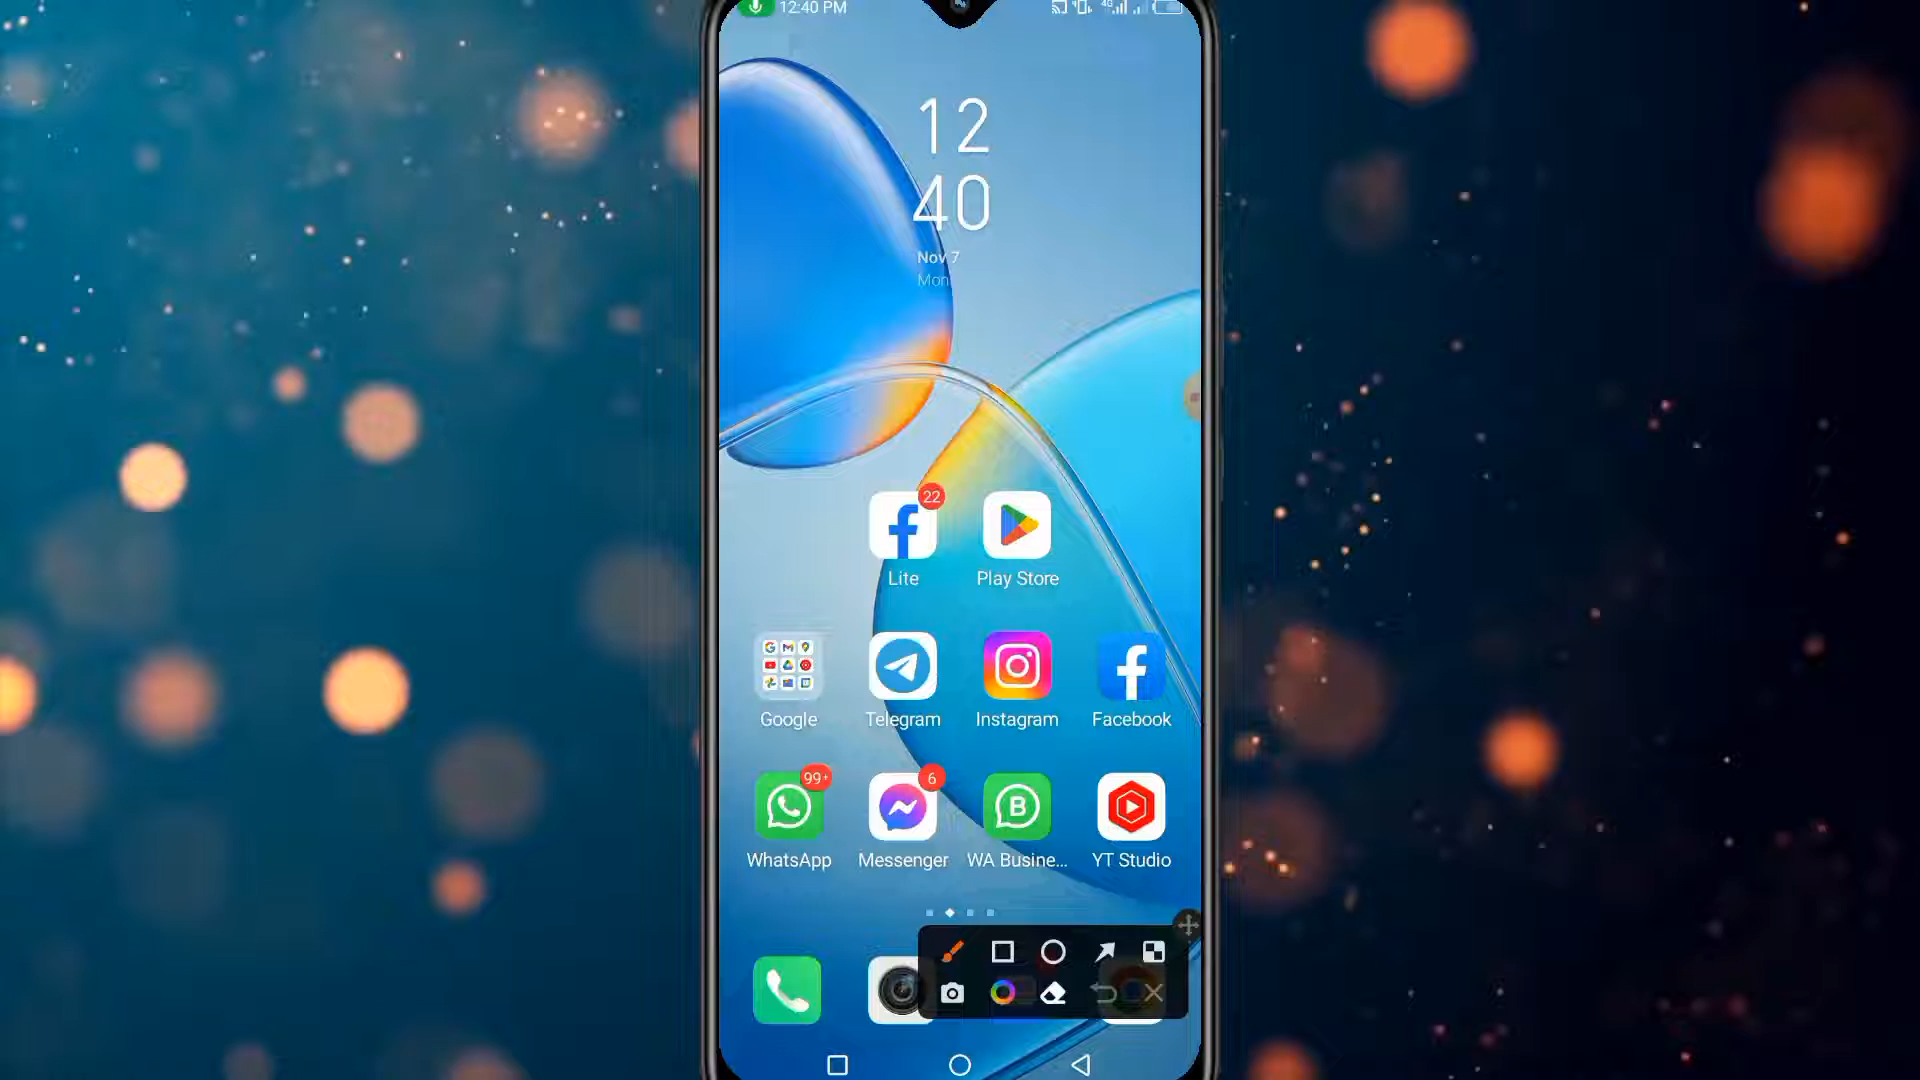 12:40 PM
4G
12
40
Nov 7
Mon
22
Lite
Play Store
Google
Telegram
Instagram
Facebook
99+
6
B
WhatsApp
Messenger
WA Busine...
YT Studio